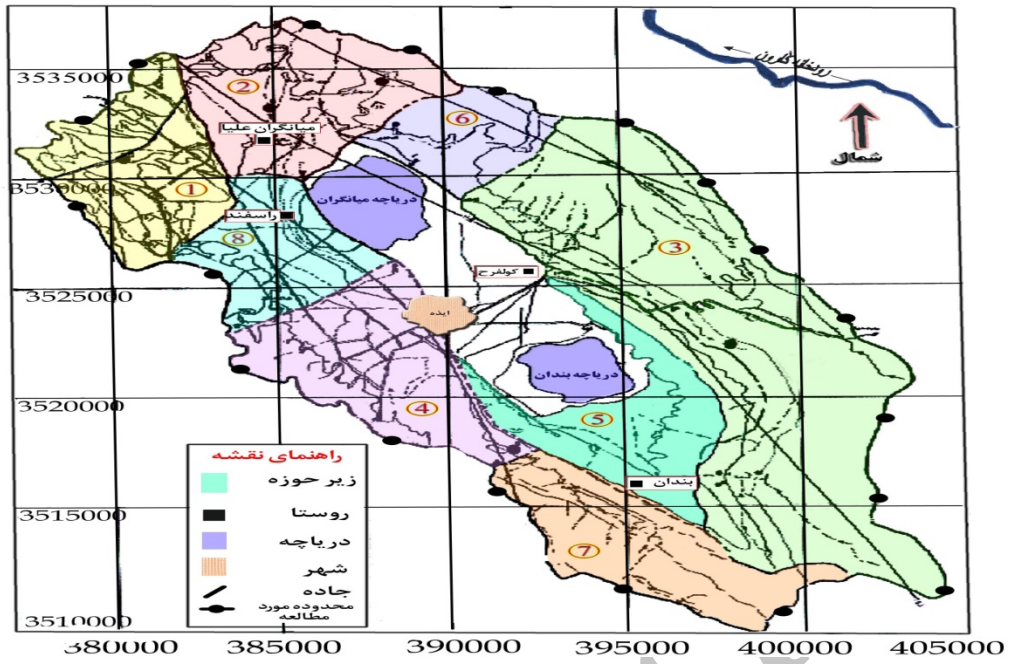 رودخانه کارون
3535000
شمال
②
⑥
میانگران علیا
3530000
①
دریاچه میانگران
راسفند
⑧
③
کولفرح
3525000
ایذه
دریاچه بندان
3520000
④
⑤
راهنمای نقشه
زیر حوزه
بندان
روستا
3515000
دریاچه
⑦
شهر
جاده
محدوده مورد
مطالعه
3510000
380000 385000 390000 395000 400000 405000